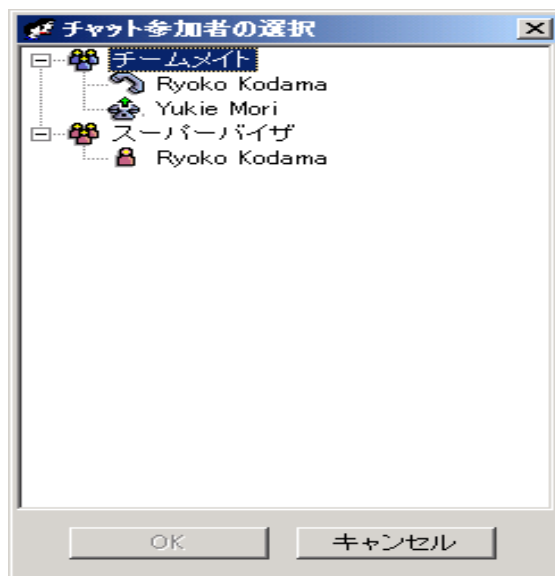 チャット参加者の選択
チームメイト
Ryoko Kodama
Yukie Mori
スーパーバイザ
Ryoko Kodama
OK
キャンセル